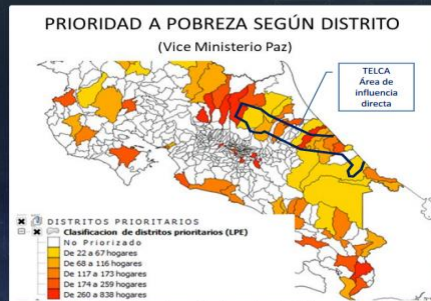 PRIORIDAD A POBREZA SEGÚN DISTRITO
(Vice Ministerio Paz)
TELCA
Área de
influencia
directa
DISTRITOS PRIORITARIOS
Clasificacion de distritos prioritarios (LPE)
No Priorizado
De 22 a 67 hogares
De 68 a 116 hogares
De 117 a 173 hogares
De 174 a 259 hogares
De 260 a 838 hogares